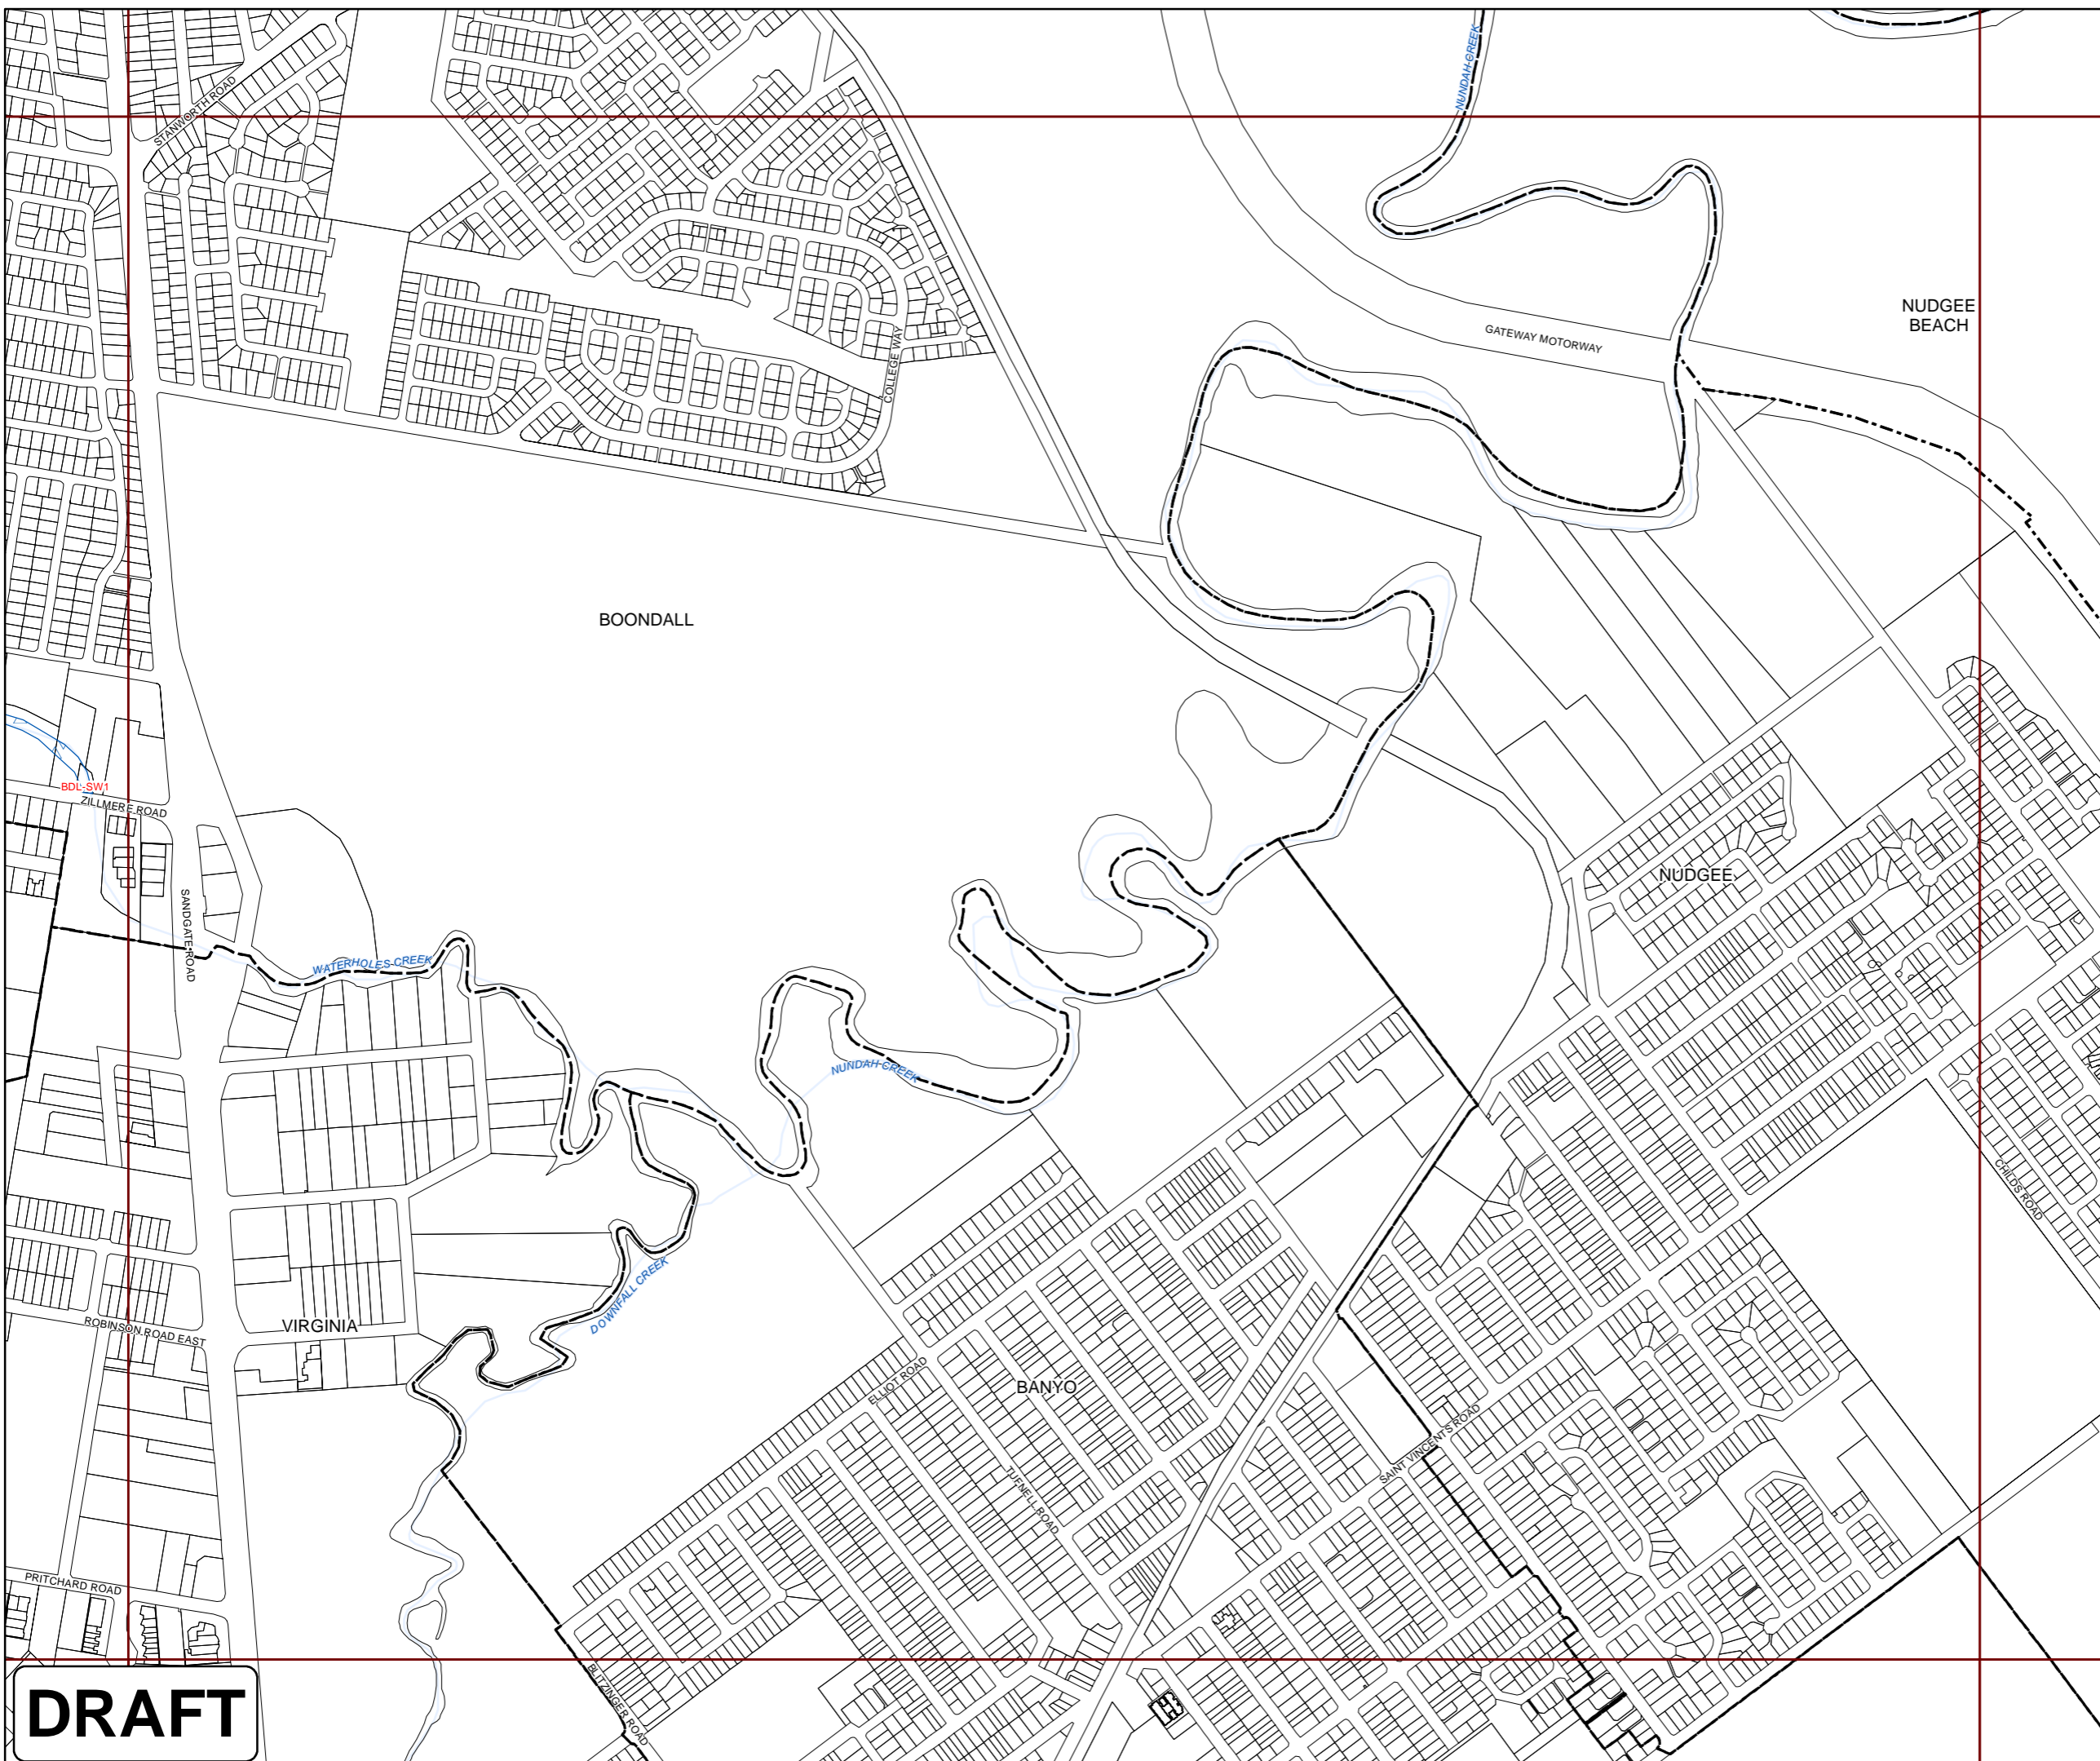 NUNDAH CREEK
STANWORTH ROAD
NUDGEE
BEACH
GATEWAY MOTORWAY
COLLEGE WAY
BOONDALL
BDL-SW1
ZILLMERE ROAD
NUDGEE
SANDGATE ROAD
WATERHOLES CREEK
NUNDAH CREEK
CHILDS ROAD
DOWNFALL CREEK
VIRGINIA
ROBINSON ROAD EAST
ELLIOT ROAD
BANYO
SAINT VINCENTS ROAD
TUFNELL ROAD
PRITCHARD ROAD
BLITZINGER ROAD
DRAFT